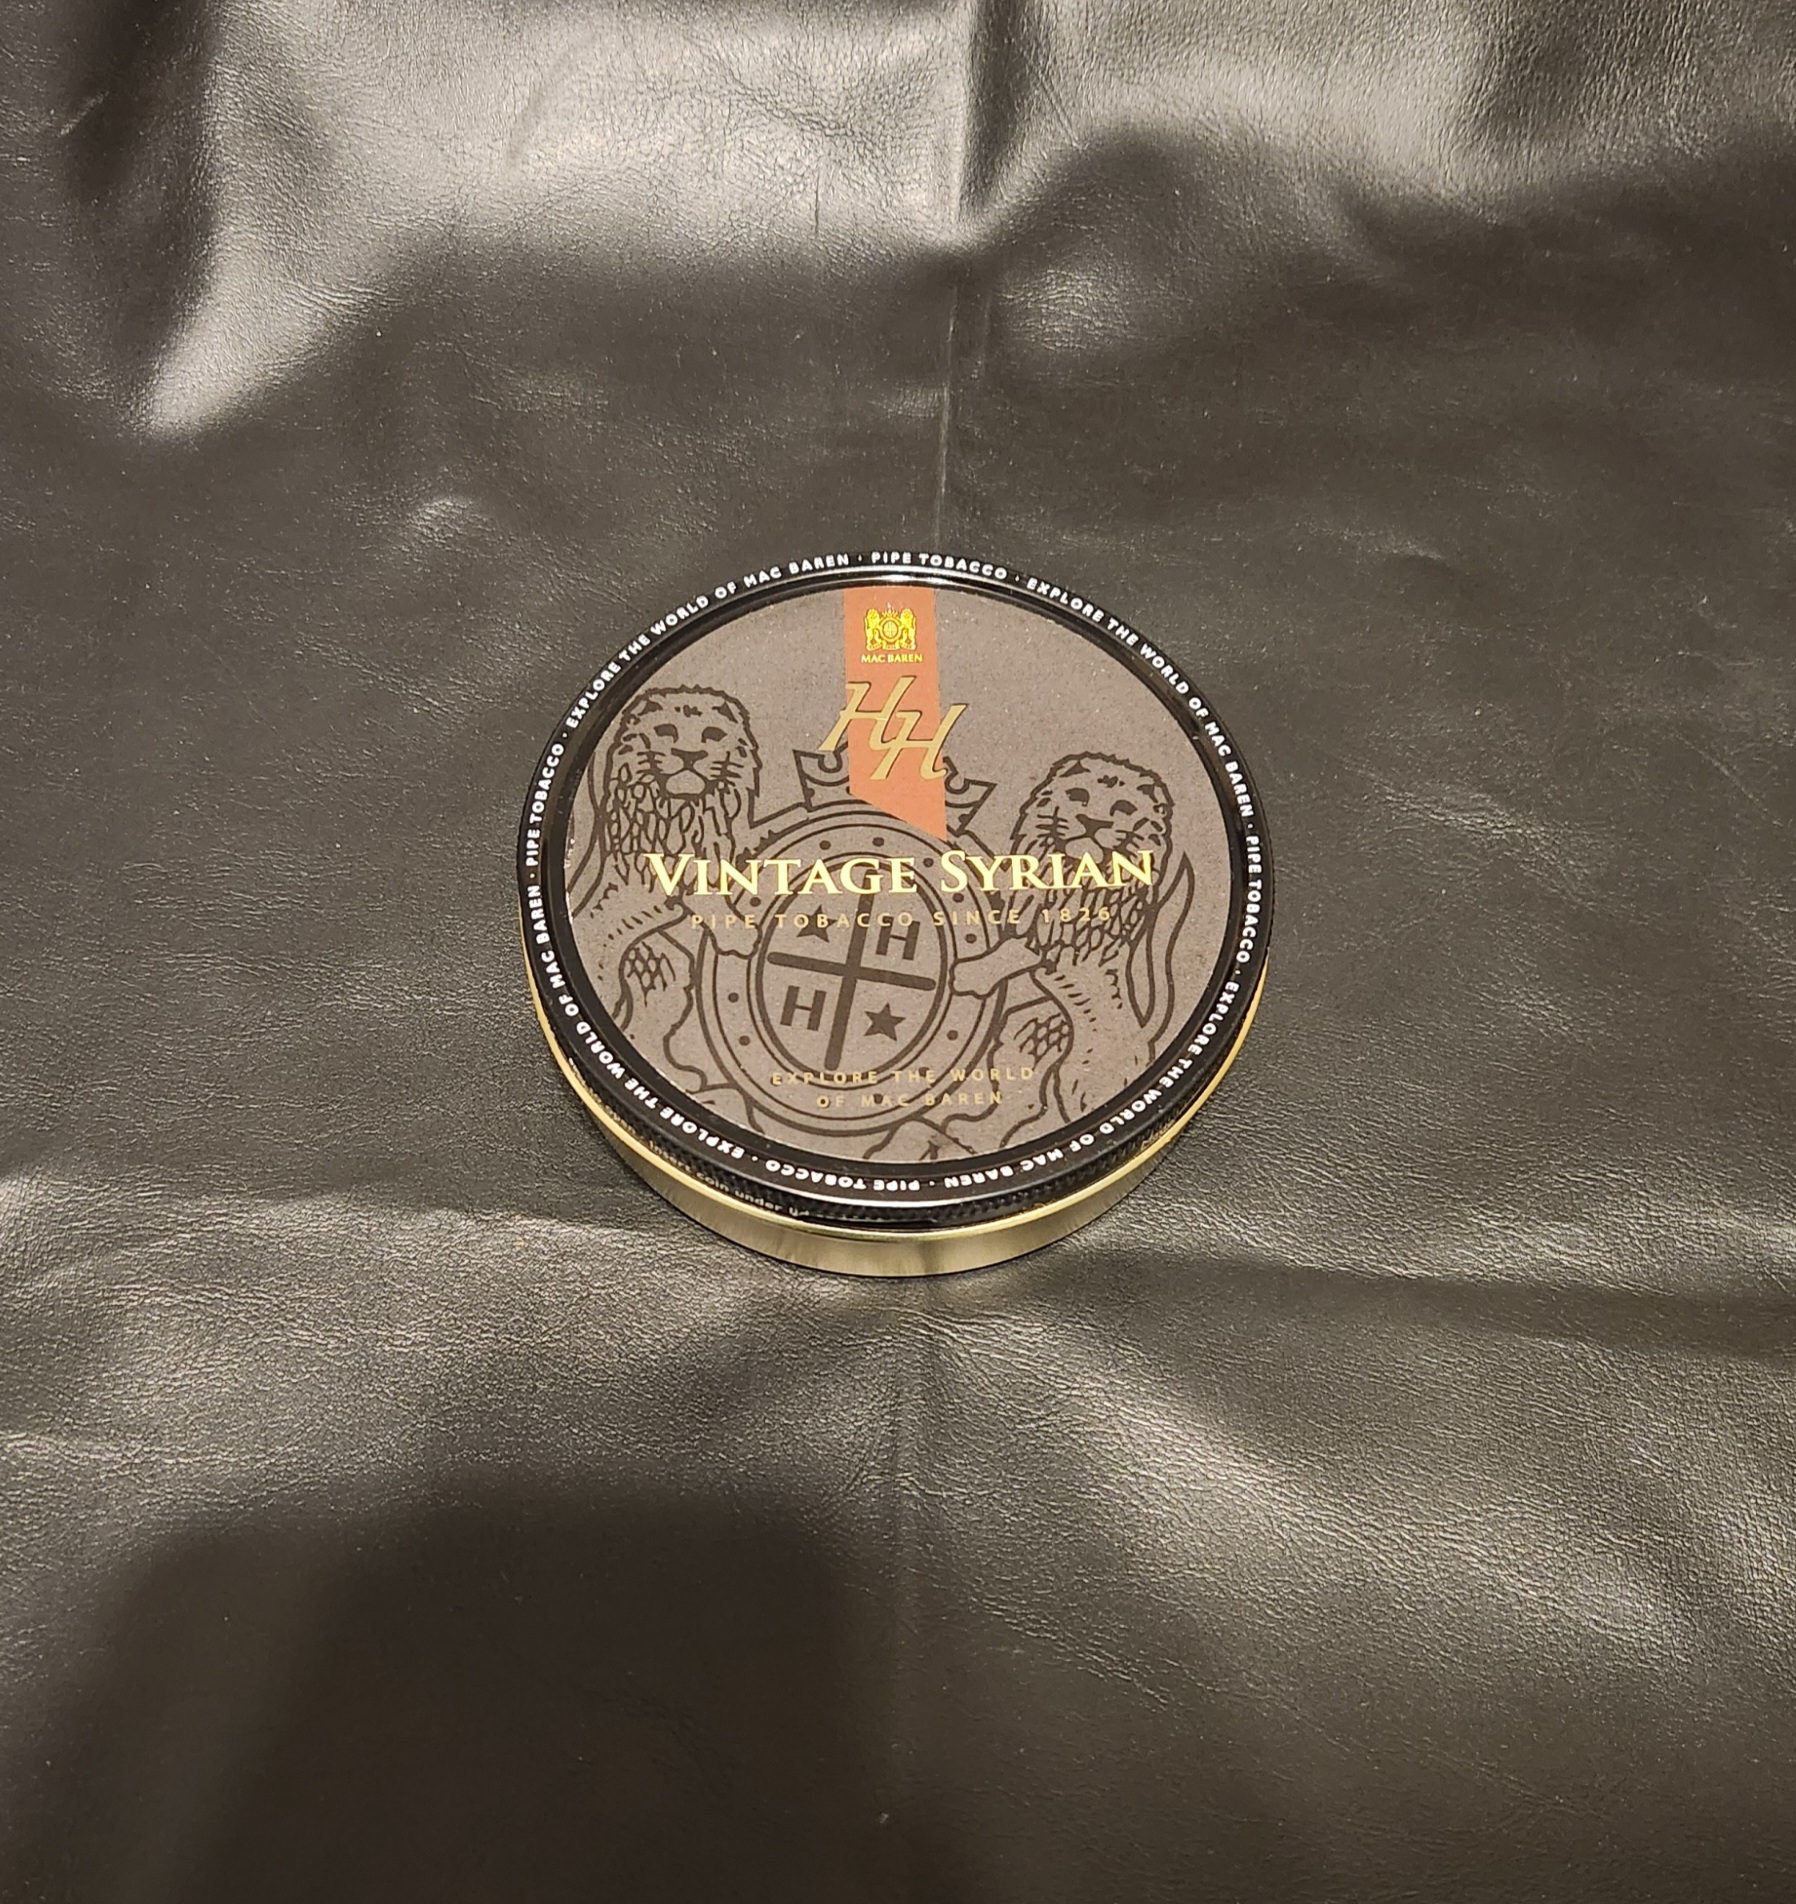 PIPE TOBACCO · EXPLORE THE WORLD OF MAC BAREN · PIPE TOBACCO · EXPLORE THE WORLD OF MAC BAREN · PIPE TOBACCO · EXPLORE THE WORLD OF MAC BAREN · PIPE TOBACCO · EXPLORE THE WORLD OF MAC BAREN ·
MAC BAREN
HH
VINTAGE SYRIAN
PIPE TOBACCO SINCE 1826
H
H
EXPLORE THE WORLD
OF MAC BAREN
coin under